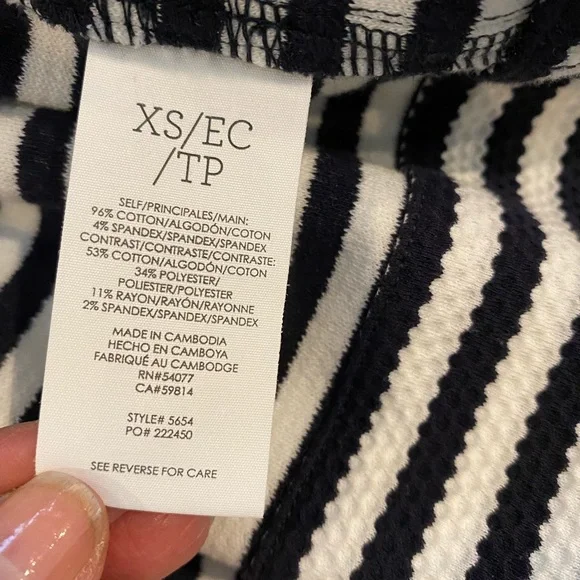 XS/EC
/TP
SELF/PRINCIPALES/MAIN:
96% COTTON/ALGODÓN/COTON
4% SPANDEX/SPANDEX/SPANDEX
CONTRAST/CONTRASTE/CONTRASTE:
53% COTTON/ALGODÓN/COTON
34% POLYESTER/
POLIESTER/POLYESTER
11% RAYON/RAYÓN/RAYONNE
2% SPANDEX/SPANDEX/SPANDEX
MADE IN CAMBODIA
HECHO EN CAMBOYA
FABRIQUÉ AU CAMBODGE
RN#54077
CA#59814
STYLE# 5654
PO# 222450
SEE REVERSE FOR CARE